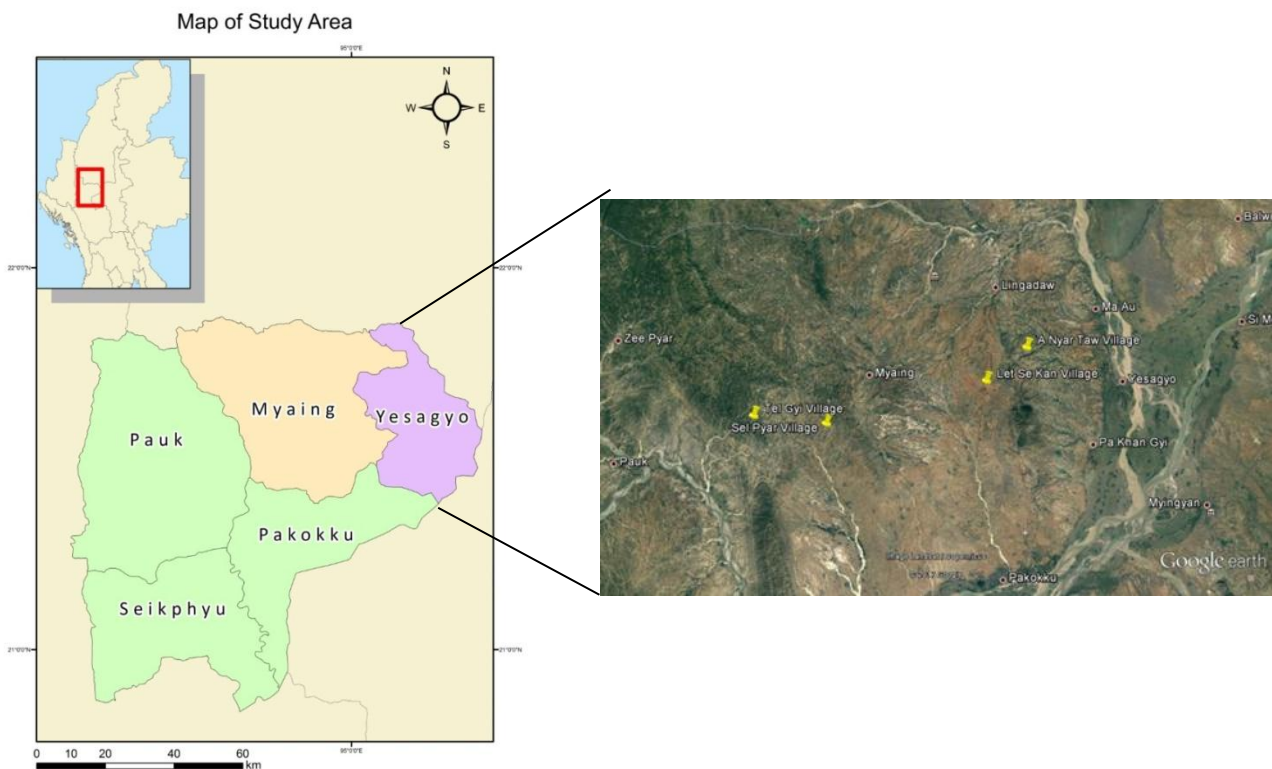 Map of Study Area
95°0'0"E
N
W E
S
22°0'0"N
22°0'0"N
Myaing
Yesagyo
Pauk
Pakokku
Seikphyu
21°0'0"N
21°0'0"N
0 10 20 40 60
km
95°0'0"E
Lingadaw
Ma Au
Zee Pyar
A Nyar Taw Village
Myaing
Let Se Kan Village
Yesagyo
Tel Gyi Village
Sel Pyar Village
Pa Khan Gyi
Pauk
Myingyan
Google earth
Pakokku